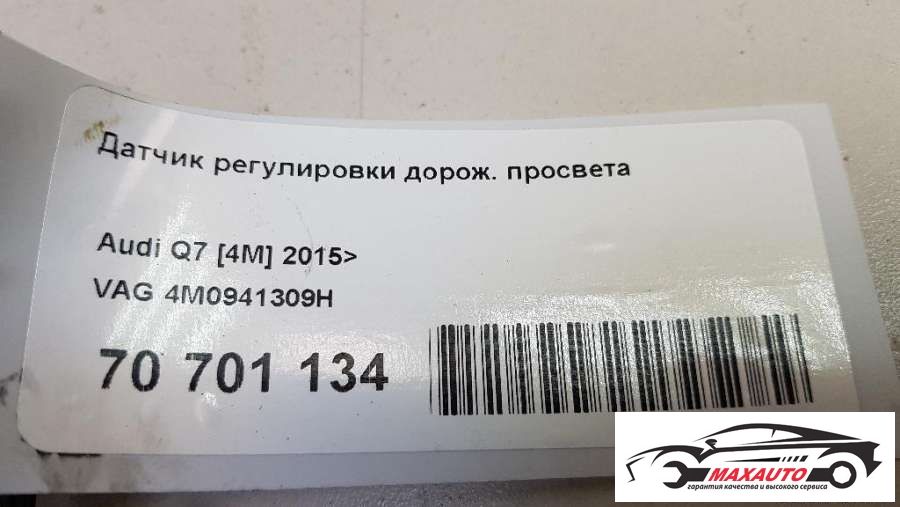 Датчик регулировки дорож. просвета
Audi Q7 [4M] 2015>
VAG 4M0941309H
70 701 134
MAXAUTO
гарантия качества и высокого сервиса